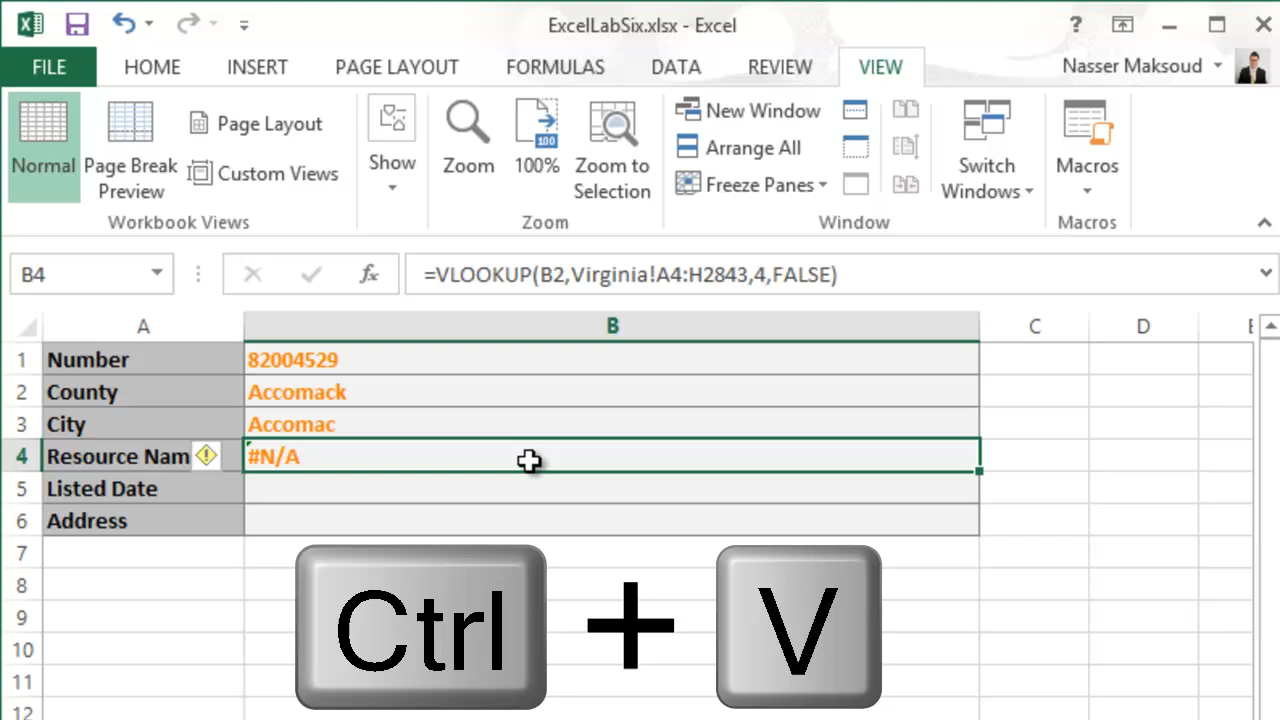 ExcelLabSix.xlsx - Excel
?
FILE HOME INSERT PAGE LAYOUT FORMULAS DATA REVIEW VIEW Nasser Maksoud
Normal
Page Break
Preview
Page Layout
Custom Views
Workbook Views
Show
Zoom
100%
100
Zoom to
Selection
Zoom
New Window
Arrange All
Freeze Panes
Window
Switch
Windows
Macros
Macros
B4 fx =VLOOKUP(B2,Virginia!A4:H2843,4,FALSE)
A B C D E
1 Number 82004529
2 County Accomack
3 City Accomac
4 Resource Nam #N/A
5 Listed Date
6 Address
7
8
9
10
11
12
Ctrl + V